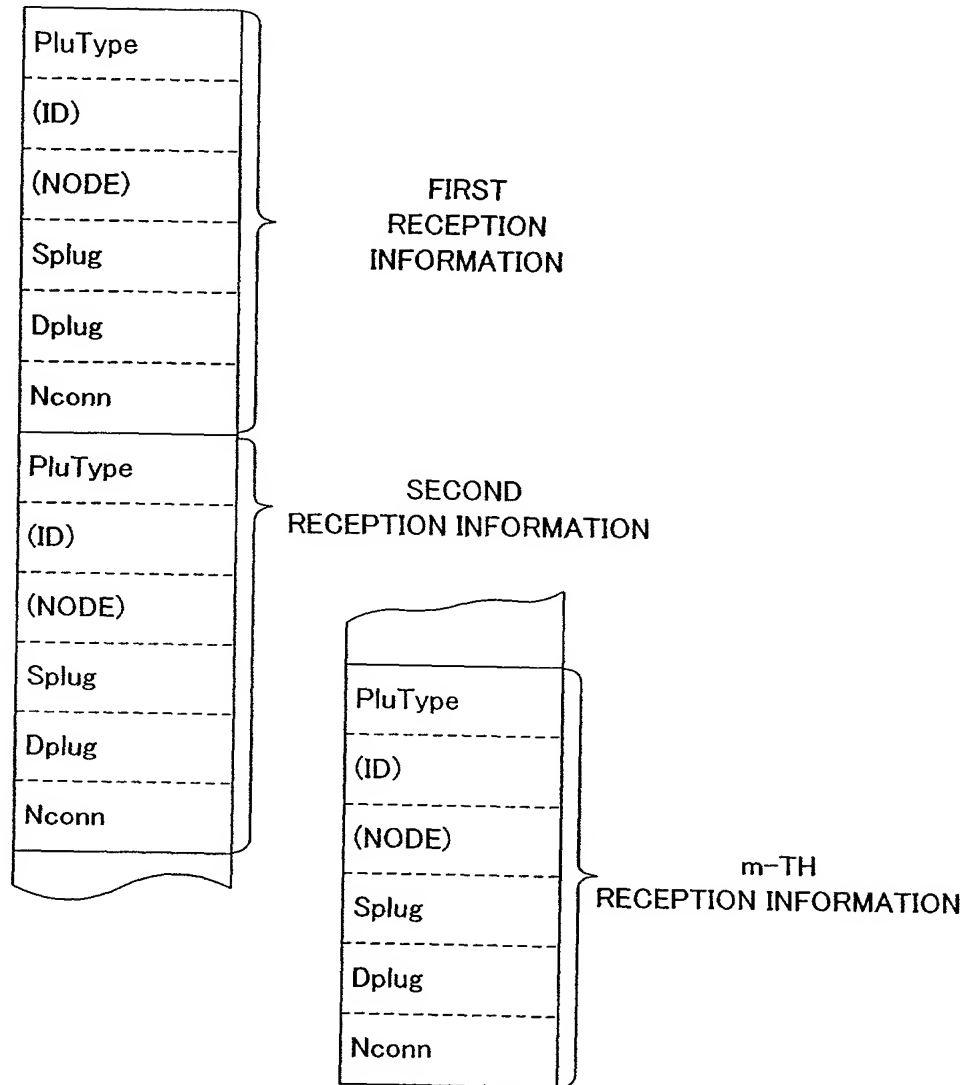 PluType
(ID)
(NODE)
Splug
Dplug
Nconn
FIRST
RECEPTION
INFORMATION
PluType
(ID)
(NODE)
Splug
Dplug
Nconn
SECOND
RECEPTION INFORMATION
PluType
(ID)
(NODE)
Splug
Dplug
Nconn
m-TH
RECEPTION INFORMATION